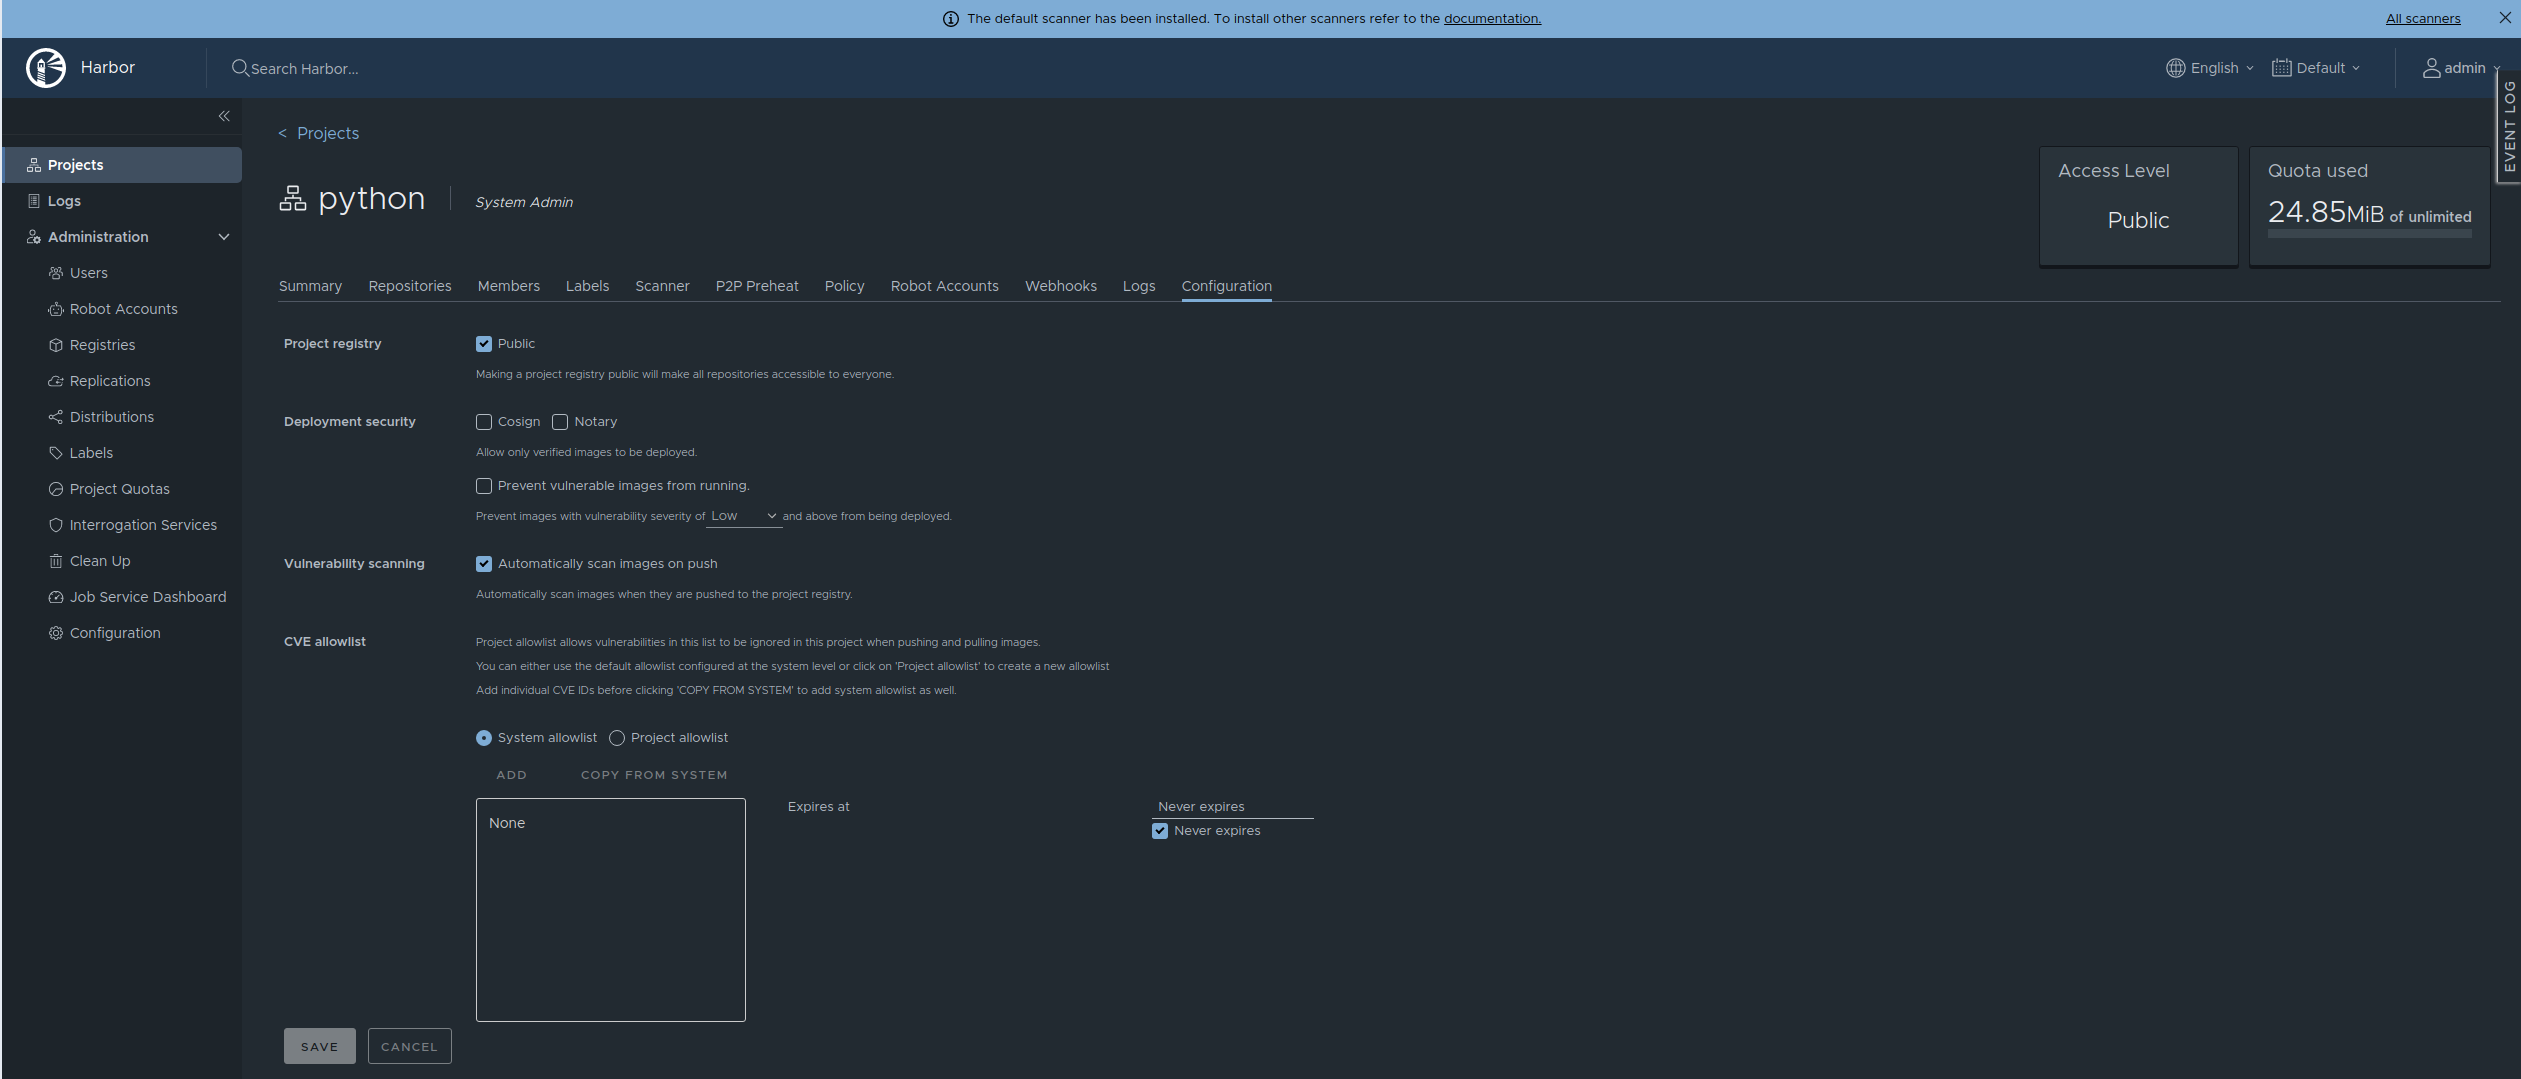 The default scanner has been installed. To install other scanners refer to the documentation.
All scanners
Harbor
Search Harbor...
English
Default
admin
EVENT LOG
Projects
Logs
Administration
Users
Robot Accounts
Registries
Replications
Distributions
Labels
Project Quotas
Interrogation Services
Clean Up
Job Service Dashboard
Configuration
< Projects
python
System Admin
Access Level
Public
Quota used
24.85MiB of unlimited
Summary Repositories Members Labels Scanner P2P Preheat Policy Robot Accounts Webhooks Logs Configuration
Project registry
Public
Making a project registry public will make all repositories accessible to everyone.
Deployment security
Cosign Notary
Allow only verified images to be deployed.
Prevent vulnerable images from running.
Prevent images with vulnerability severity of Low and above from being deployed.
Vulnerability scanning
Automatically scan images on push
Automatically scan images when they are pushed to the project registry.
CVE allowlist
Project allowlist allows vulnerabilities in this list to be ignored in this project when pushing and pulling images.
You can either use the default allowlist configured at the system level or click on 'Project allowlist' to create a new allowlist
Add individual CVE IDs before clicking 'COPY FROM SYSTEM' to add system allowlist as well.
System allowlist Project allowlist
ADD COPY FROM SYSTEM
None
Expires at
Never expires
Never expires
SAVE CANCEL